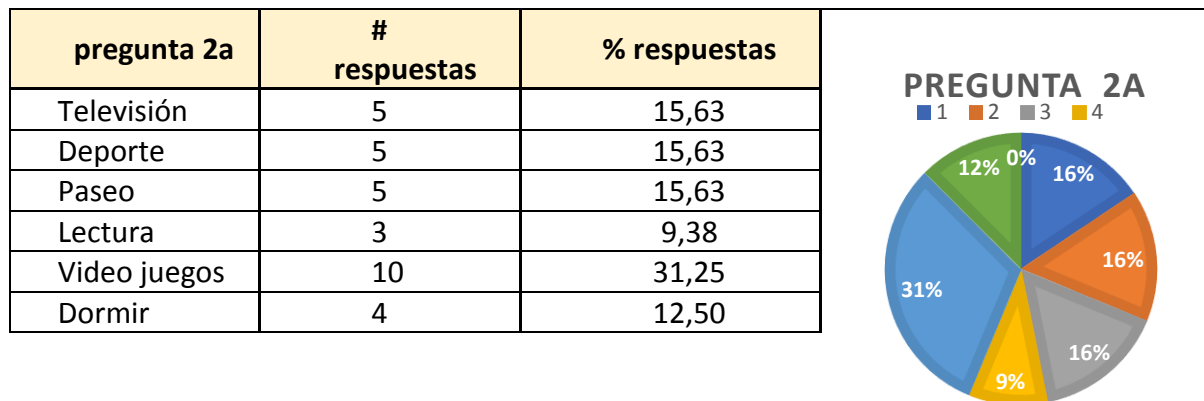 pregunta 2a # respuestas % respuestas
Televisión 5 15,63
Deporte 5 15,63
Paseo 5 15,63
Lectura 3 9,38
Video juegos 10 31,25
Dormir 4 12,50
PREGUNTA 2A
1 2 3 4
12% 0% 16%
16%
31%
16%
9%